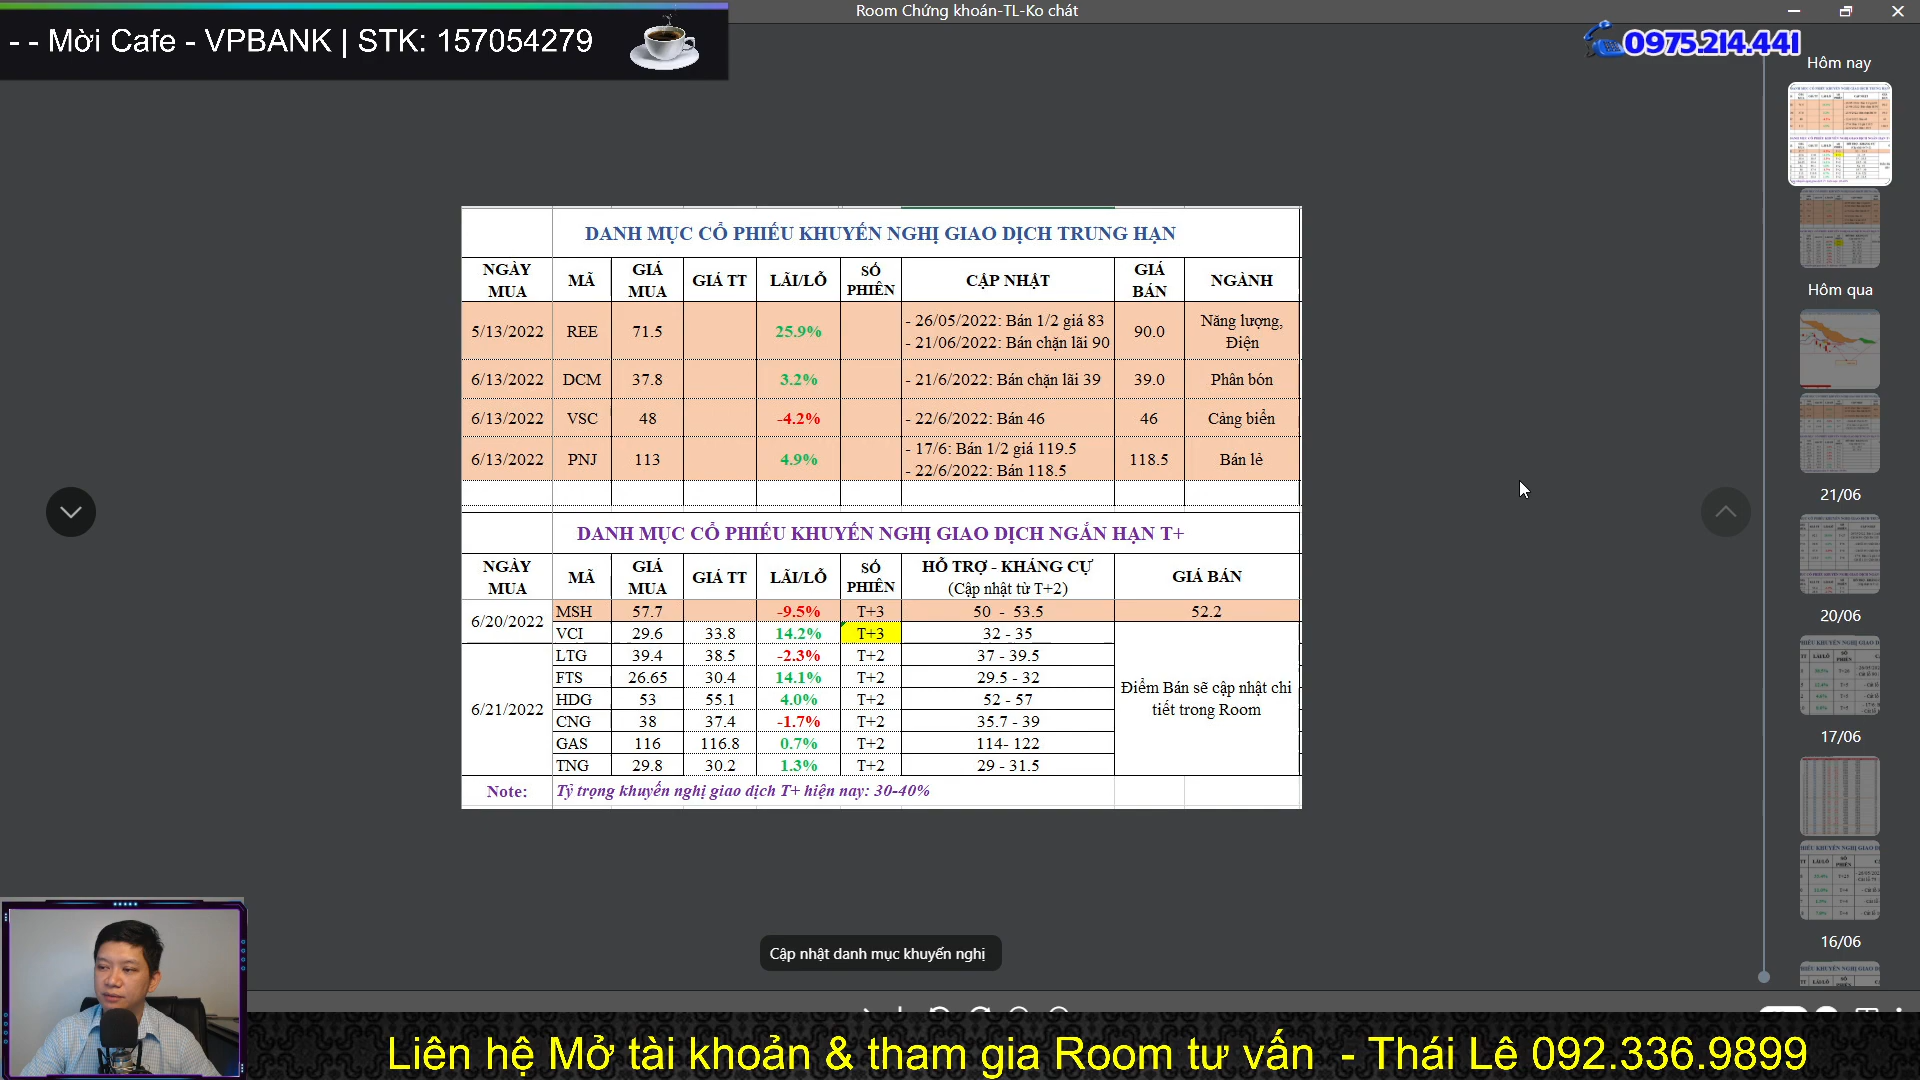 Room Chứng khoán-TL-Ko chát
- - Mời Cafe - VPBANK | STK: 157054279
0975.214.441
Hôm nay
Hôm qua
21/06
20/06
17/06
16/06
DANH MỤC CỔ PHIẾU KHUYẾN NGHỊ GIAO DỊCH TRUNG HẠN
NGÀY MUA MÃ GIÁ MUA GIÁ TT LÃI/LỖ SỐ PHIÊN CẬP NHẬT GIÁ BÁN NGÀNH
5/13/2022 REE 71.5 25.9% - 26/05/2022: Bán 1/2 giá 83 - 21/06/2022: Bán chặn lãi 90 90.0 Năng lượng, Điện
6/13/2022 DCM 37.8 3.2% - 21/6/2022: Bán chặn lãi 39 39.0 Phân bón
6/13/2022 VSC 48 -4.2% - 22/6/2022: Bán 46 46 Cảng biển
6/13/2022 PNJ 113 4.9% - 17/6: Bán 1/2 giá 119.5 - 22/6/2022: Bán 118.5 118.5 Bán lẻ
DANH MỤC CỔ PHIẾU KHUYẾN NGHỊ GIAO DỊCH NGẮN HẠN T+
NGÀY MUA MÃ GIÁ MUA GIÁ TT LÃI/LỖ SỐ PHIÊN HỖ TRỢ - KHÁNG CỰ (Cập nhật từ T+2) GIÁ BÁN
6/20/2022 MSH 57.7 -9.5% T+3 50 - 53.5 52.2
VCI 29.6 33.8 14.2% T+3 32 - 35
6/21/2022 LTG 39.4 38.5 -2.3% T+2 37 - 39.5
FTS 26.65 30.4 14.1% T+2 29.5 - 32
HDG 53 55.1 4.0% T+2 52 - 57
CNG 38 37.4 -1.7% T+2 35.7 - 39
GAS 116 116.8 0.7% T+2 114- 122
TNG 29.8 30.2 1.3% T+2 29 - 31.5
Điểm Bán sẽ cập nhật chi
tiết trong Room
Note: Tỷ trọng khuyến nghị giao dịch T+ hiện nay: 30-40%
Cập nhật danh mục khuyến nghị
Liên hệ Mở tài khoản & tham gia Room tư vấn - Thái Lê 092.336.9899